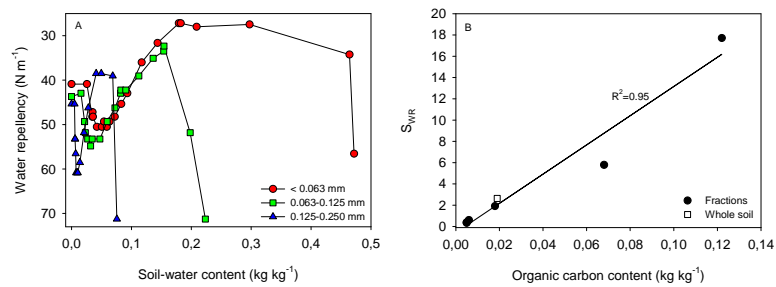 A
Water repellency (N m⁻¹)
30
40
50
60
70
< 0.063 mm
0.063-0.125 mm
0.125-0.250 mm
0,0 0,1 0,2 0,3 0,4 0,5
Soil-water content (kg kg⁻¹)
B
S_WR
20
18
16
14
12
10
8
6
4
2
0
R²=0.95
Fractions
Whole soil
0,00 0,02 0,04 0,06 0,08 0,10 0,12 0,14
Organic carbon content (kg kg⁻¹)